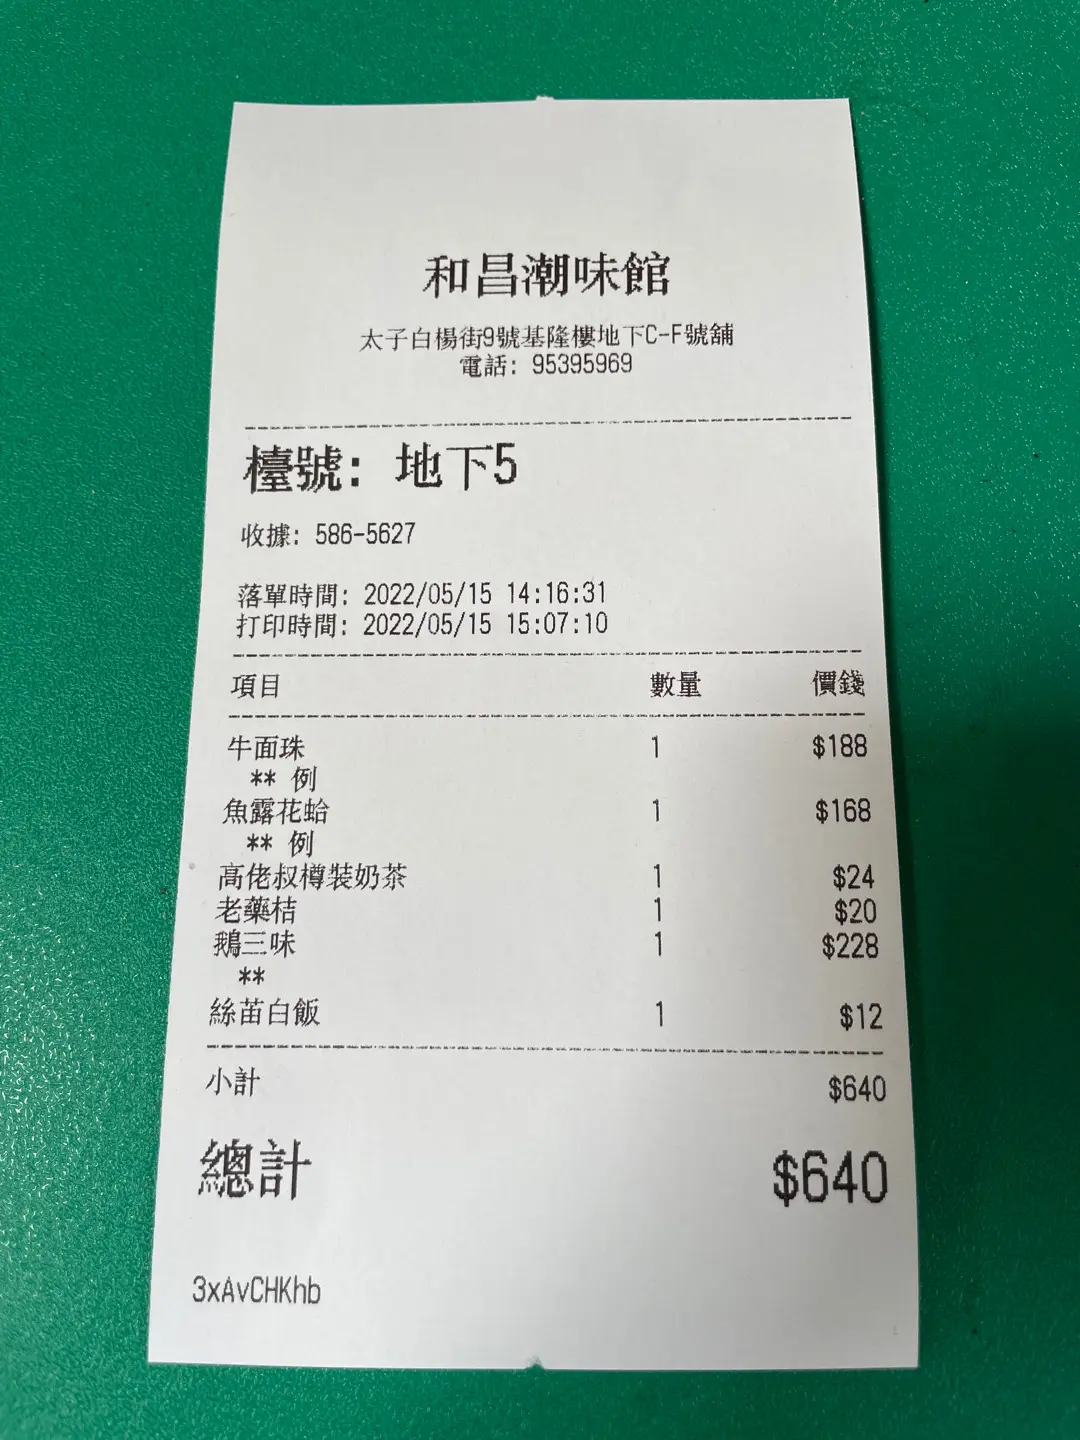 和昌潮味館
太子白楊街9號基隆樓地下C-F號舖
電話: 95395969
檯號: 地下5
收據: 586-5627
落單時間: 2022/05/15 14:16:31
打印時間: 2022/05/15 15:07:10
項目 數量 價錢
牛面珠 1 $188
** 例
魚露花蛤 1 $168
** 例
高佬叔樽裝奶茶 1 $24
老藥桔 1 $20
鵝三味 1 $228
**
絲苗白飯 1 $12
小計 $640
總計 $640
3xAvCHKhb